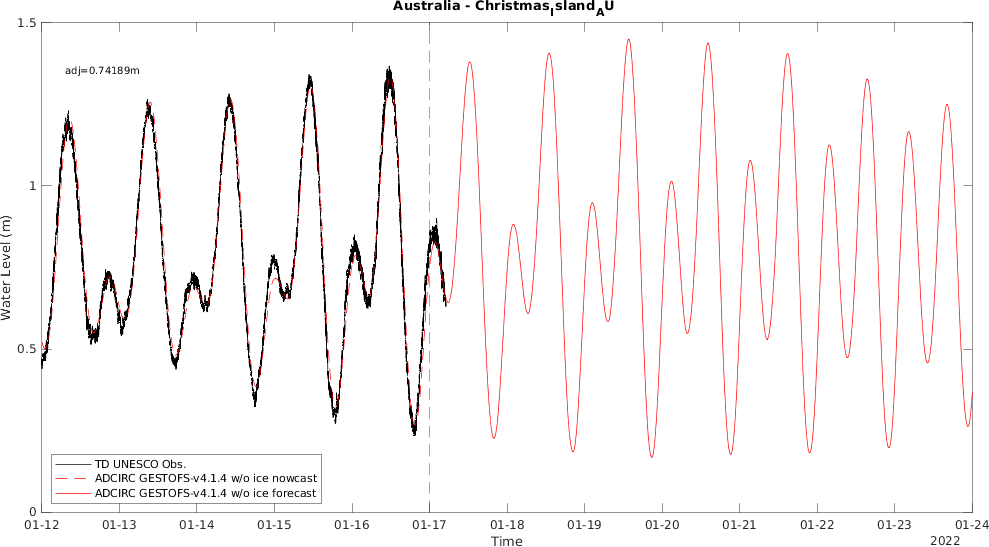 Australia - Christmas_Island_AU
1.5
adj=0.74189m
1
Water Level (m)
0.5
TD UNESCO Obs.
ADCIRC GESTOFS-v4.1.4 w/o ice nowcast
ADCIRC GESTOFS-v4.1.4 w/o ice forecast
0
01-12 01-13 01-14 01-15 01-16 01-17 01-18 01-19 01-20 01-21 01-22 01-23 01-24
Time
2022